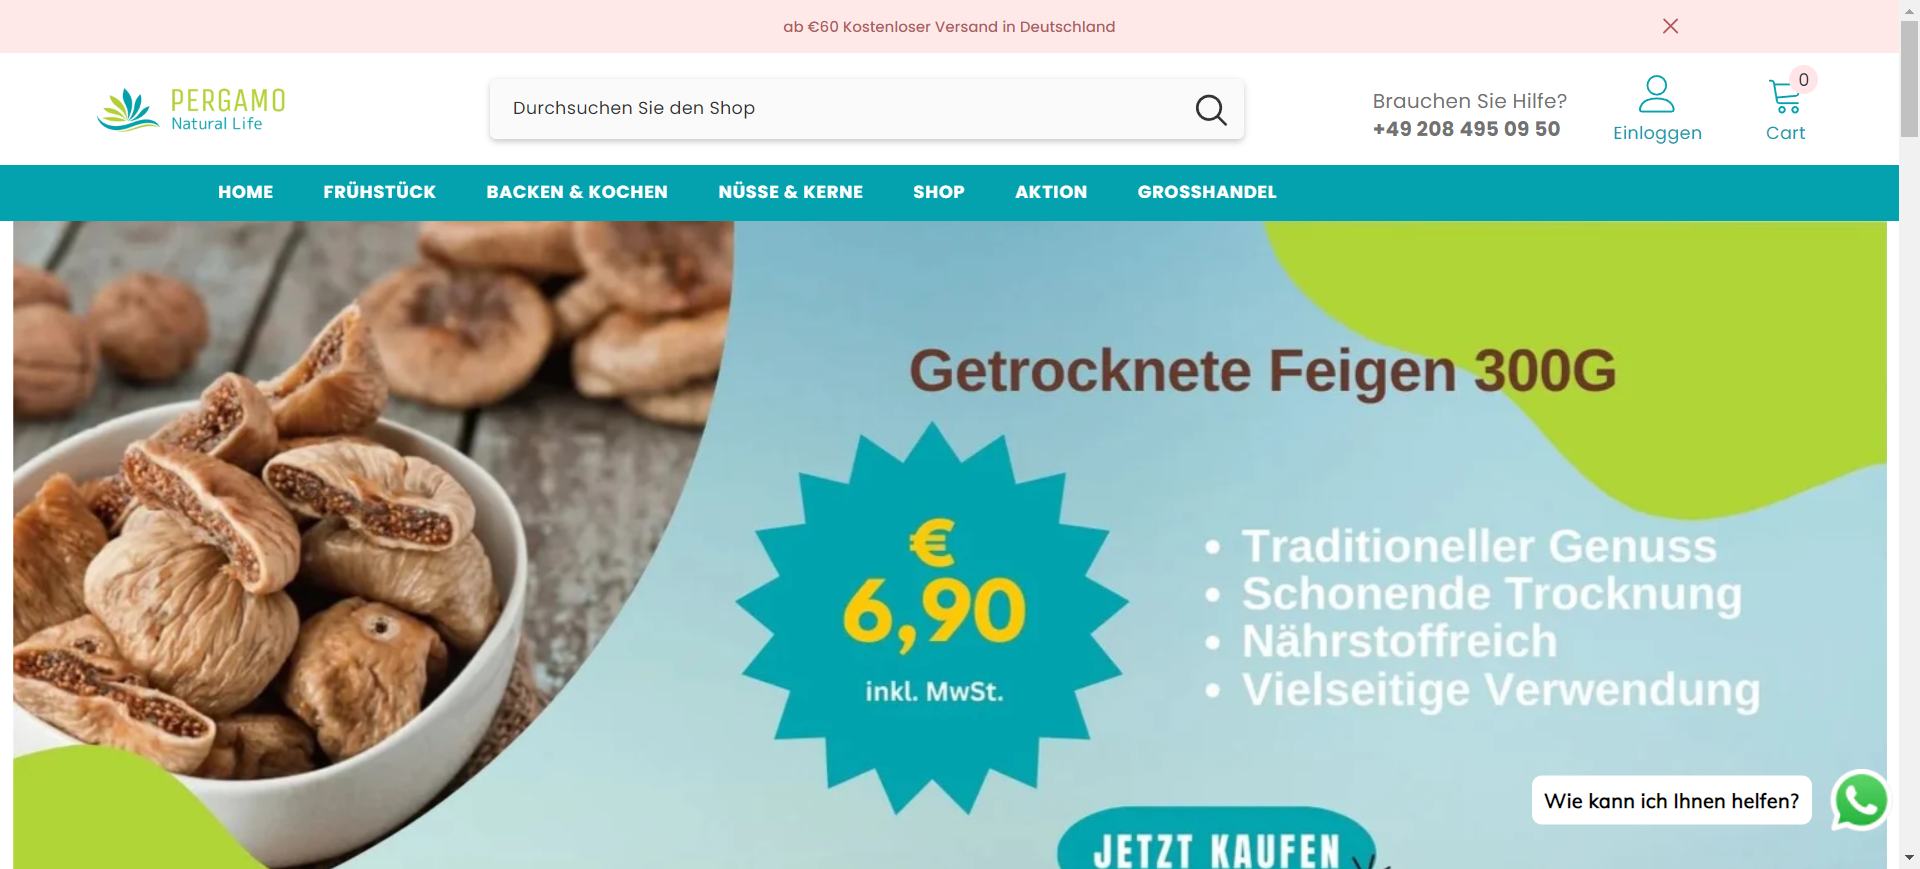 ab €60 Kostenloser Versand in Deutschland
PERGAMO
Natural Life
Durchsuchen Sie den Shop
Brauchen Sie Hilfe?
+49 208 495 09 50
Einloggen
0
Cart
HOME FRÜHSTÜCK BACKEN & KOCHEN NÜSSE & KERNE SHOP AKTION GROSSHANDEL
Getrocknete Feigen 300G
€
6,90
inkl. MwSt.
• Traditioneller Genuss
• Schonende Trocknung
• Nährstoffreich
• Vielseitige Verwendung
JETZT KAUFEN
Wie kann ich Ihnen helfen?